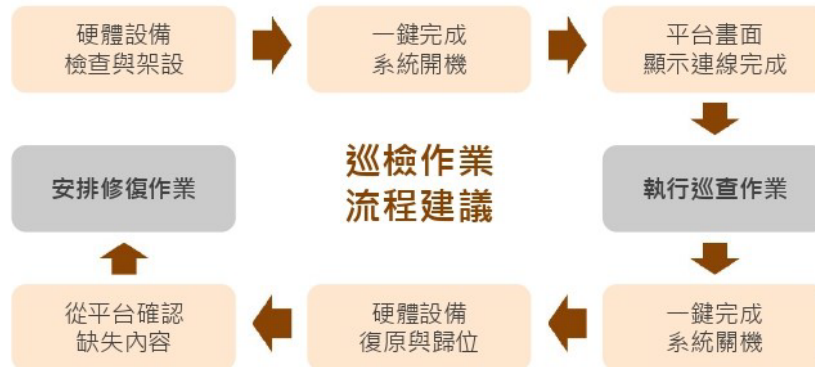 硬體設備
檢查與架設
一鍵完成
系統開機
平台畫面
顯示連線完成
安排修復作業
巡檢作業
流程建議
執行巡查作業
從平台確認
缺失內容
硬體設備
復原與歸位
一鍵完成
系統關機